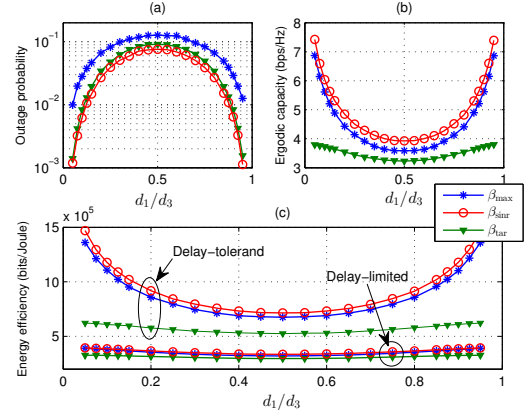 (a)
(b)
Outage probability
10^{-1}
10^{-2}
10^{-3}
0
0.5
1
d_1/d_3
Ergodic capacity (bps/Hz)
9
8
7
6
5
4
3
0
0.5
1
d_1/d_3
β_max
β_sinr
β_tar
(c)
x 10^5
Energy efficiency (bits/Joule)
15
10
5
0
0.2
0.4
0.6
0.8
1
Delay−tolerand
Delay−limited
d_1/d_3